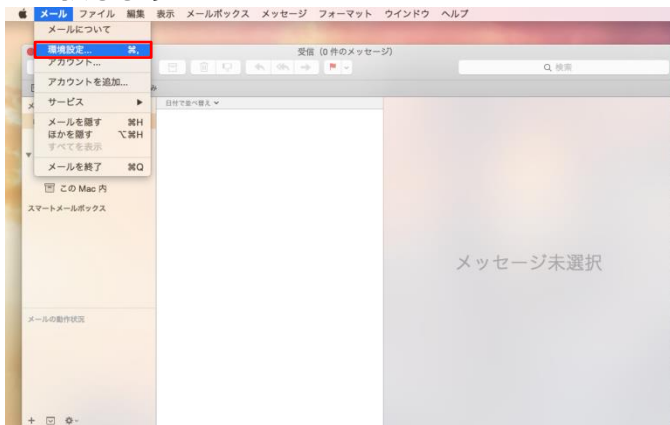 メール ファイル 編集 表示 メールボックス メッセージ フォーマット ウインドウ ヘルプ
メールについて
環境設定... ⌘,
アカウント...
アカウントを追加...
サービス ▶
メールを隠す ⌘H
ほかを隠す ⌥⌘H
すべてを表示
メールを終了 ⌘Q
受信 (0 件のメッセージ)
検索
日付で並べ替え
この Mac 内
スマートメールボックス
メッセージ未選択
メールの動作状況